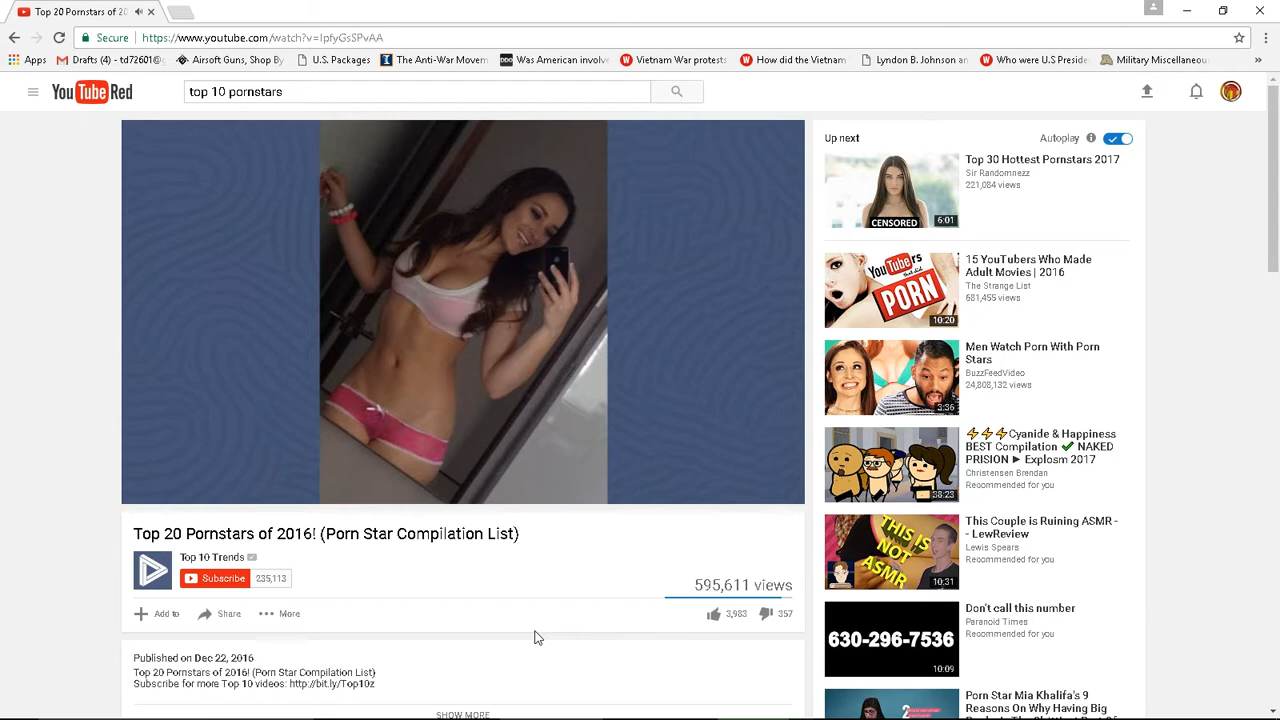 Top 20 Pornstars of 20
Secure
https://www.youtube.com/watch?v=IpfyGsSPvAA
Apps
Drafts (4) - td72601@g
Airsoft Guns, Shop By
U.S. Packages
The Anti-War Movem
DDO
Was American involv
Vietnam War protests
How did the Vietnam
Lyndon B. Johnson an
Who were U.S Preside
Military Miscellaneou
YouTube Red
top 10 pornstars
Top 20 Pornstars of 2016! (Porn Star Compilation List)
Top 10 Trends
Subscribe
235,113
595,611 views
Add to
Share
More
3,983
357
Published on Dec 22, 2016
Top 20 Pornstars of 2016! (Porn Star Compilation List)
Subscribe for more Top 10 videos: http://bit.ly/Top10z
SHOW MORE
Up next
Autoplay
CENSORED
6:01
Top 30 Hottest Pornstars 2017
Sir Randomnezz
221,084 views
YouTubers
that did
PORN
10:20
15 YouTubers Who Made
Adult Movies | 2016
The Strange List
681,455 views
3:36
Men Watch Porn With Porn
Stars
BuzzFeedVideo
24,808,132 views
38:23
⚡⚡⚡Cyanide & Happiness
BEST Compilation ✔ NAKED
PRISION ► Explosm 2017
Christensen Brendan
Recommended for you
THIS IS
NOT
ASMR
10:31
This Couple is Ruining ASMR -
- LewReview
Lewis Spears
Recommended for you
630-296-7536
10:09
Don't call this number
Paranoid Times
Recommended for you
Porn Star Mia Khalifa's 9
Reasons On Why Having Big